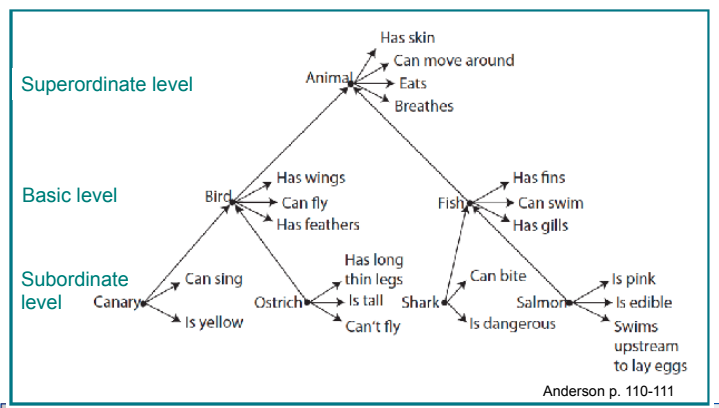 Has skin
Can move around
Superordinate level
Animal
Eats
Breathes
Basic level
Bird
Has wings
Can fly
Has feathers
Fish
Has fins
Can swim
Has gills
Subordinate
level
Canary
Can sing
Is yellow
Ostrich
Has long
thin legs
Is tall
Can't fly
Shark
Can bite
Is dangerous
Salmon
Is pink
Is edible
Swims
upstream
to lay eggs
Anderson p. 110-111